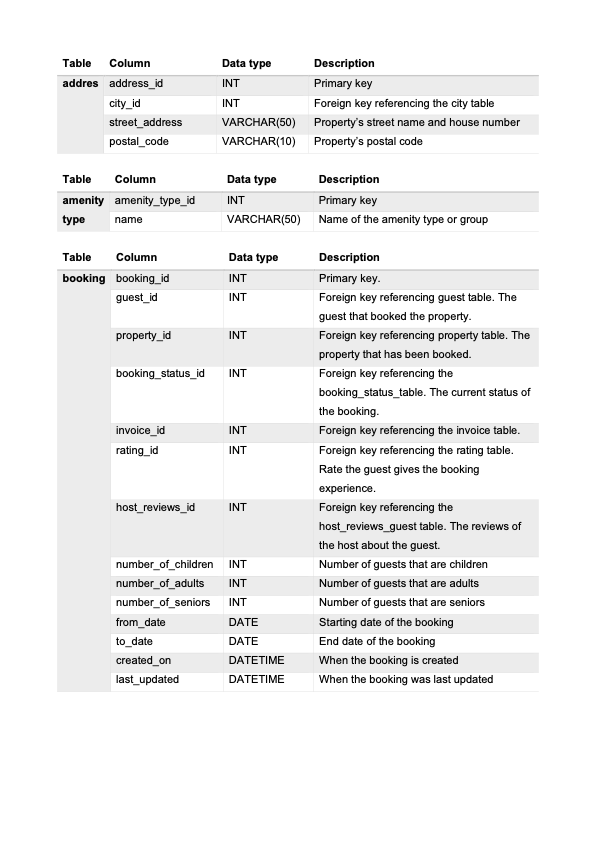 Table Column Data type Description
addres address_id INT Primary key
city_id INT Foreign key referencing the city table
street_address VARCHAR(50) Property's street name and house number
postal_code VARCHAR(10) Property's postal code
Table Column Data type Description
amenity amenity_type_id INT Primary key
type name VARCHAR(50) Name of the amenity type or group
Table Column Data type Description
booking booking_id INT Primary key.
guest_id INT Foreign key referencing guest table. The
guest that booked the property.
property_id INT Foreign key referencing property table. The
property that has been booked.
booking_status_id INT Foreign key referencing the
booking_status_table. The current status of
the booking.
invoice_id INT Foreign key referencing the invoice table.
rating_id INT Foreign key referencing the rating table.
Rate the guest gives the booking
experience.
host_reviews_id INT Foreign key referencing the
host_reviews_guest table. The reviews of
the host about the guest.
number_of_children INT Number of guests that are children
number_of_adults INT Number of guests that are adults
number_of_seniors INT Number of guests that are seniors
from_date DATE Starting date of the booking
to_date DATE End date of the booking
created_on DATETIME When the booking is created
last_updated DATETIME When the booking was last updated